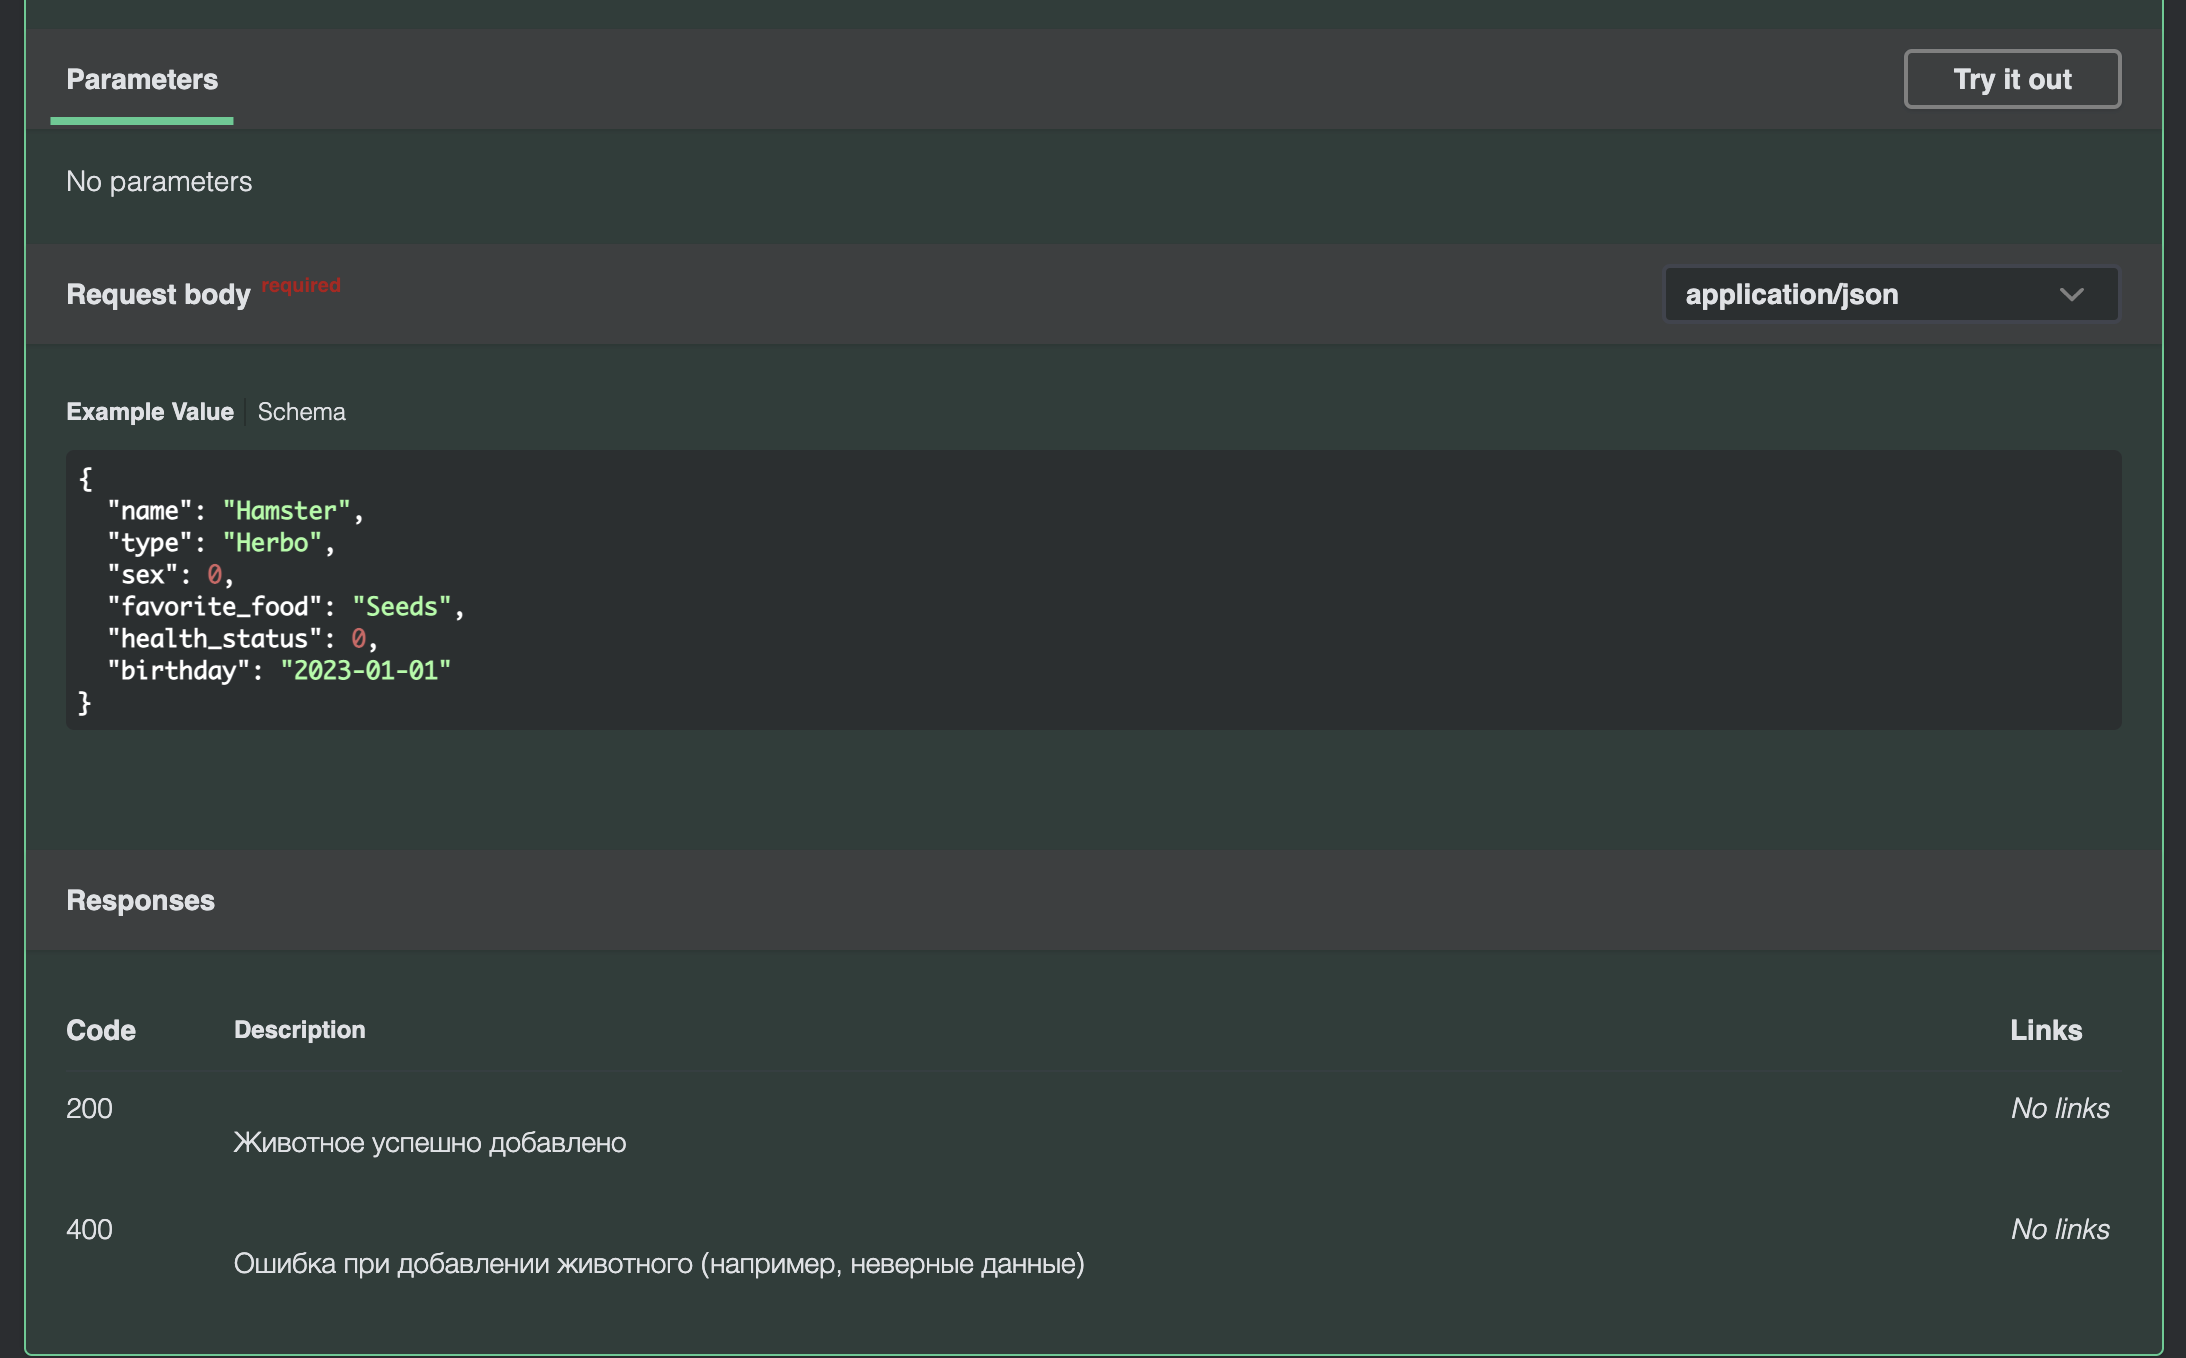 Parameters
Try it out
No parameters
Request body required
application/json
Example Value
Schema
{
"name": "Hamster",
"type": "Herbo",
"sex": 0,
"favorite_food": "Seeds",
"health_status": 0,
"birthday": "2023-01-01"
}
Responses
Code Description Links
200 No links
Животное успешно добавлено
400 No links
Ошибка при добавлении животного (например, неверные данные)